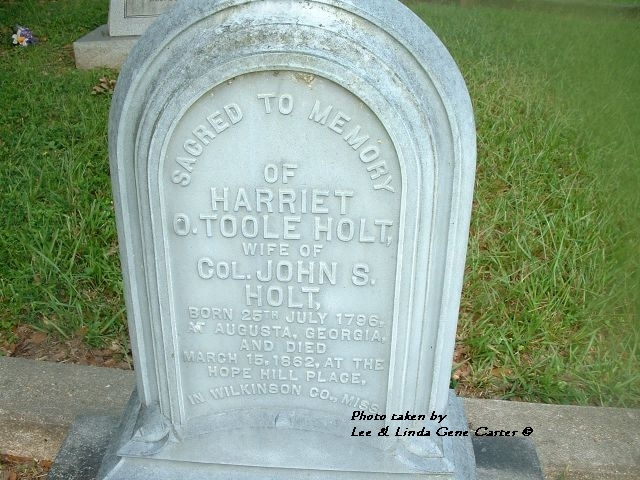 SACRED TO MEMORY
OF
HARRIET
O.TOOLE HOLT,
WIFE OF
COL. JOHN S.
HOLT,
BORN 25TH JULY 1796,
AT AUGUSTA, GEORGIA,
AND DIED
MARCH 15, 1862, AT THE
HOPE HILL PLACE,
IN WILKINSON CO., MISS.
Photo taken by
Lee & Linda Gene Carter ©